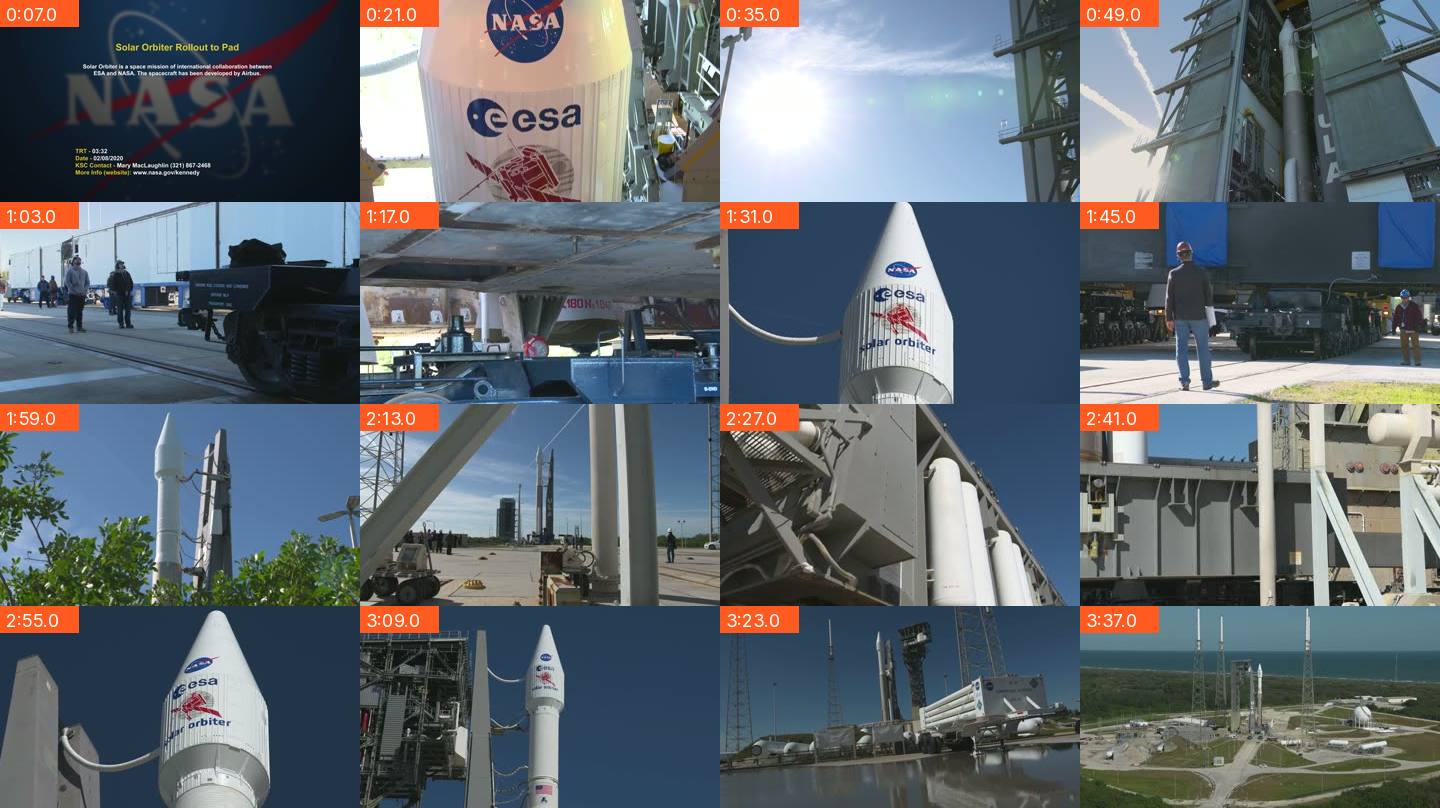 0:07.0
Solar Orbiter Rollout to Pad
Solar Orbiter is a space mission of international collaboration between
ESA and NASA. The spacecraft has been developed by Airbus.
NASA
TRT - 03:32
Date - 02/08/2020
KSC Contact - Mary MacLaughlin (321) 867-2468
More Info (website): www.nasa.gov/kennedy
0:21.0
NASA
esa
0:35.0
0:49.0
1:03.0
1:17.0
1:31.0
NASA
esa
solar orbiter
1:45.0
1:59.0
2:13.0
2:27.0
2:41.0
2:55.0
NASA
esa
solar orbiter
3:09.0
NASA
esa
solar orbiter
3:23.0
3:37.0